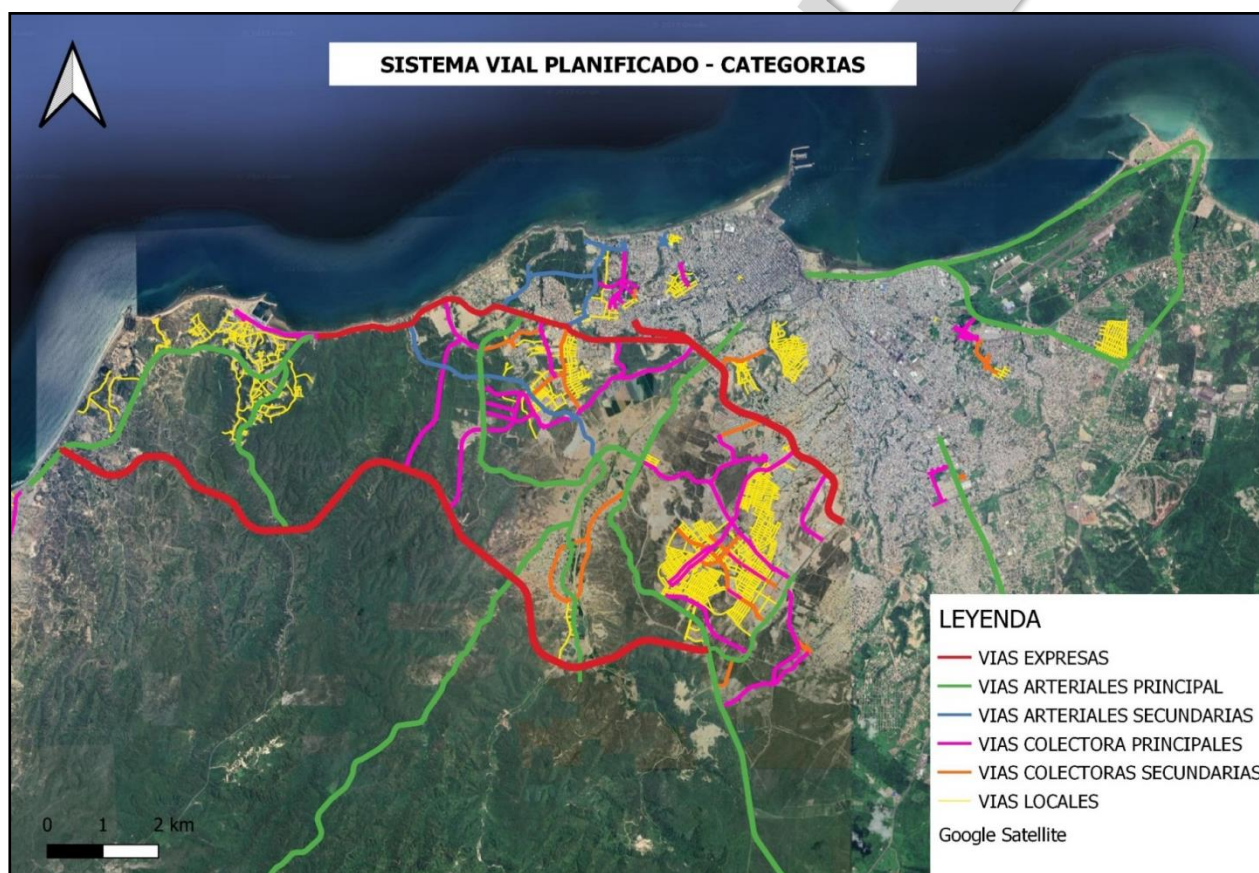 SISTEMA VIAL PLANIFICADO - CATEGORIAS
LEYENDA
VIAS EXPRESAS
VIAS ARTERIALES PRINCIPAL
VIAS ARTERIALES SECUNDARIAS
VIAS COLECTORA PRINCIPALES
VIAS COLECTORAS SECUNDARIAS
VIAS LOCALES
Google Satellite
0 1 2 km